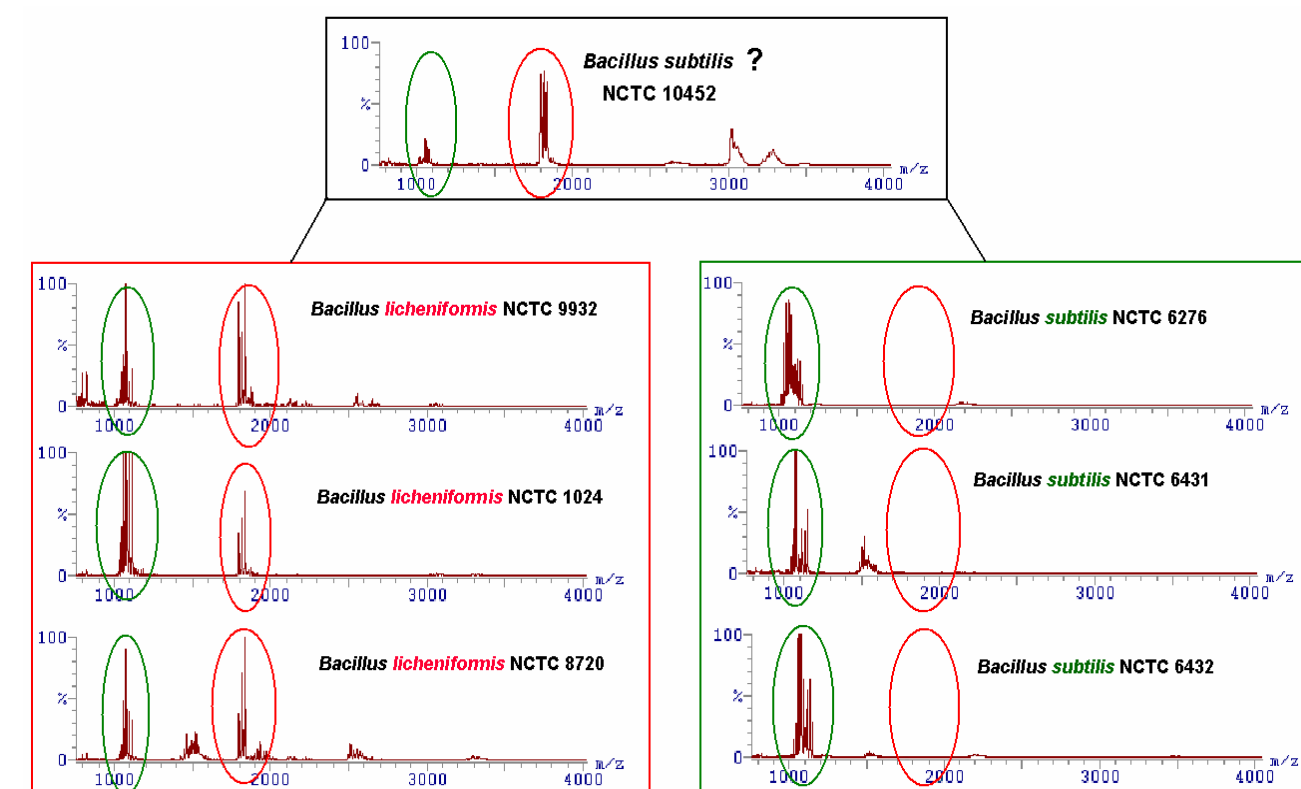 100
Bacillus subtilis ?
NCTC 10452
%
0
m/z
1000 2000 3000 4000
100
Bacillus licheniformis NCTC 9932
%
0
m/z
1000 2000 3000 4000
100
Bacillus licheniformis NCTC 1024
%
0
m/z
1000 2000 3000 4000
100
Bacillus licheniformis NCTC 8720
%
0
m/z
1000 2000 3000 4000
100
Bacillus subtilis NCTC 6276
%
0
m/z
1000 2000 3000 4000
100
Bacillus subtilis NCTC 6431
%
0
m/z
1000 2000 3000 4000
100
Bacillus subtilis NCTC 6432
%
0
m/z
1000 2000 3000 4000